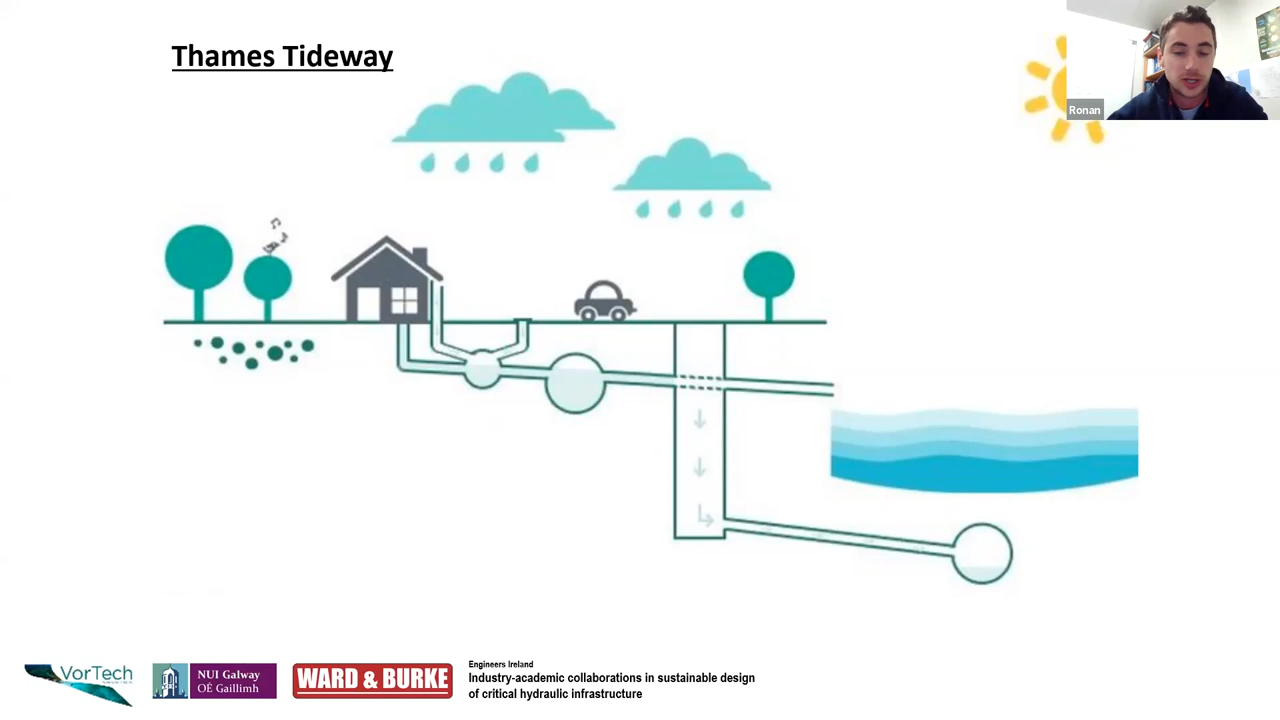 Thames Tideway
Ronan
VorTech
NUI Galway
OÉ Gaillimh
WARD & BURKE
Engineers Ireland
Industry-academic collaborations in sustainable design
of critical hydraulic infrastructure